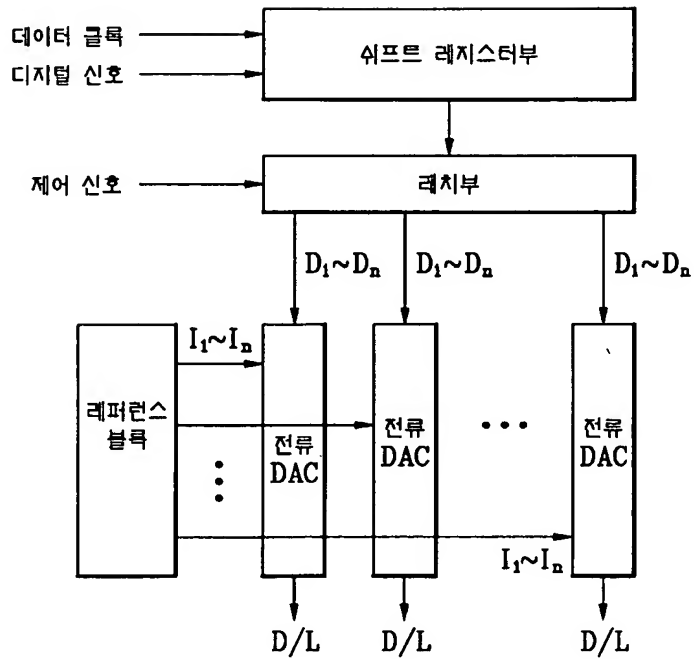 데이터 클록
디지털 신호
쉬프트 레지스터부
제어 신호
래치부
D₁~Dₙ
D₁~Dₙ
D₁~Dₙ
I₁~Iₙ
레퍼런스
블록
전류
DAC
전류
DAC
전류
DAC
I₁~Iₙ
D/L
D/L
D/L